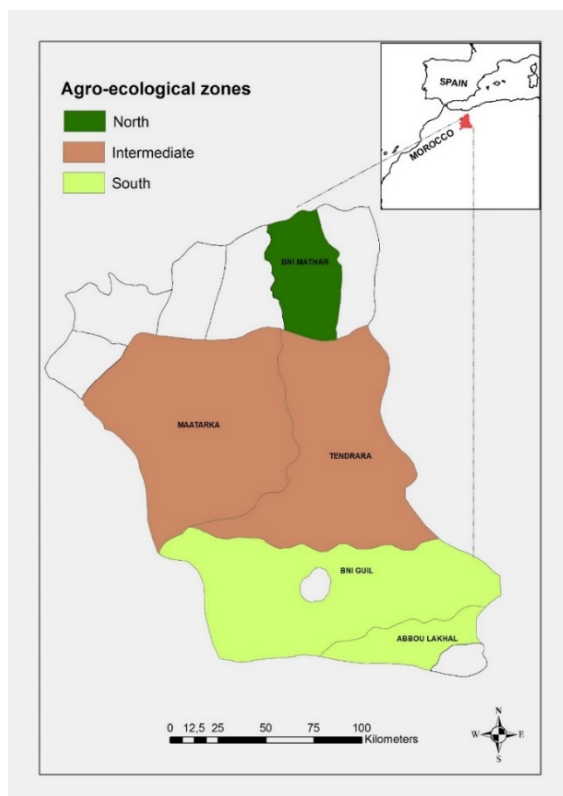 Agro-ecological zones
North
Intermediate
South
SPAIN
MOROCCO
BNI MATHAR
MAATARKA
TENDRARA
BNI GUIL
ABBOU LAKHAL
0 12,5 25 50 75 100
Kilometers
N
W E
S